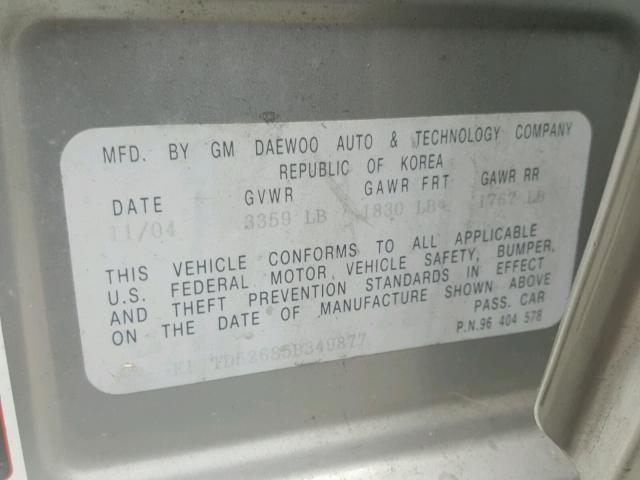 MFD. BY GM DAEWOO AUTO & TECHNOLOGY COMPANY
REPUBLIC OF KOREA
DATE GVWR GAWR FRT GAWR RR
11/04 3359 LB 1830 LB 1767 LB
THIS VEHICLE CONFORMS TO ALL APPLICABLE
U.S. FEDERAL MOTOR VEHICLE SAFETY, BUMPER,
AND THEFT PREVENTION STANDARDS IN EFFECT
ON THE DATE OF MANUFACTURE SHOWN ABOVE
PASS. CAR
P.N.96 404 578